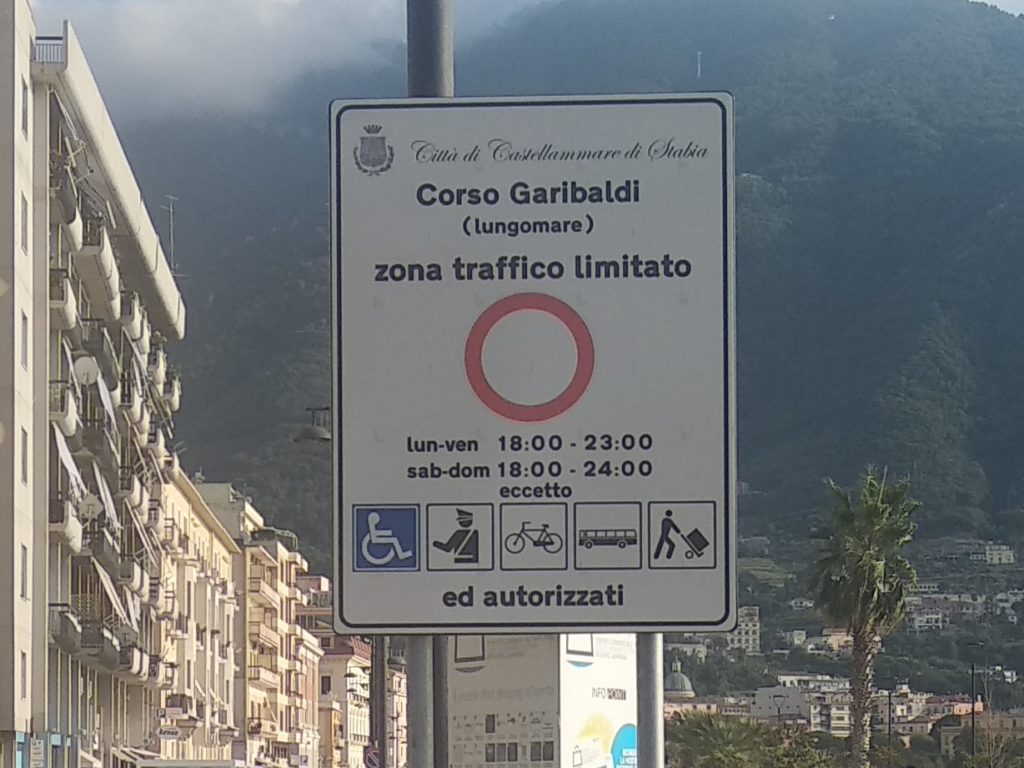 Città di Castellammare di Stabia
Corso Garibaldi
(lungomare)
zona traffico limitato
lun-ven 18:00 - 23:00
sab-dom 18:00 - 24:00
eccetto
ed autorizzati
INFO